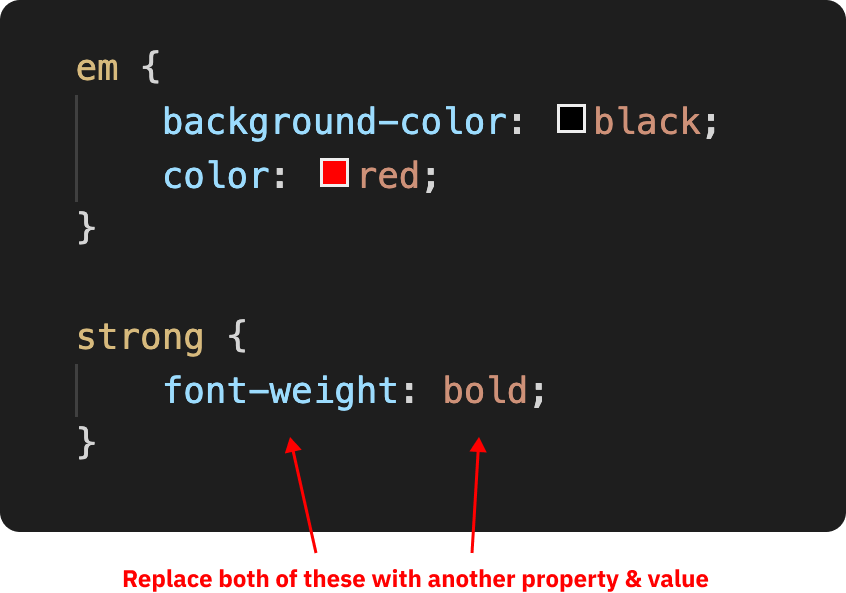 em {
background-color: black;
color: red;
}
strong {
font-weight: bold;
}
Replace both of these with another property & value